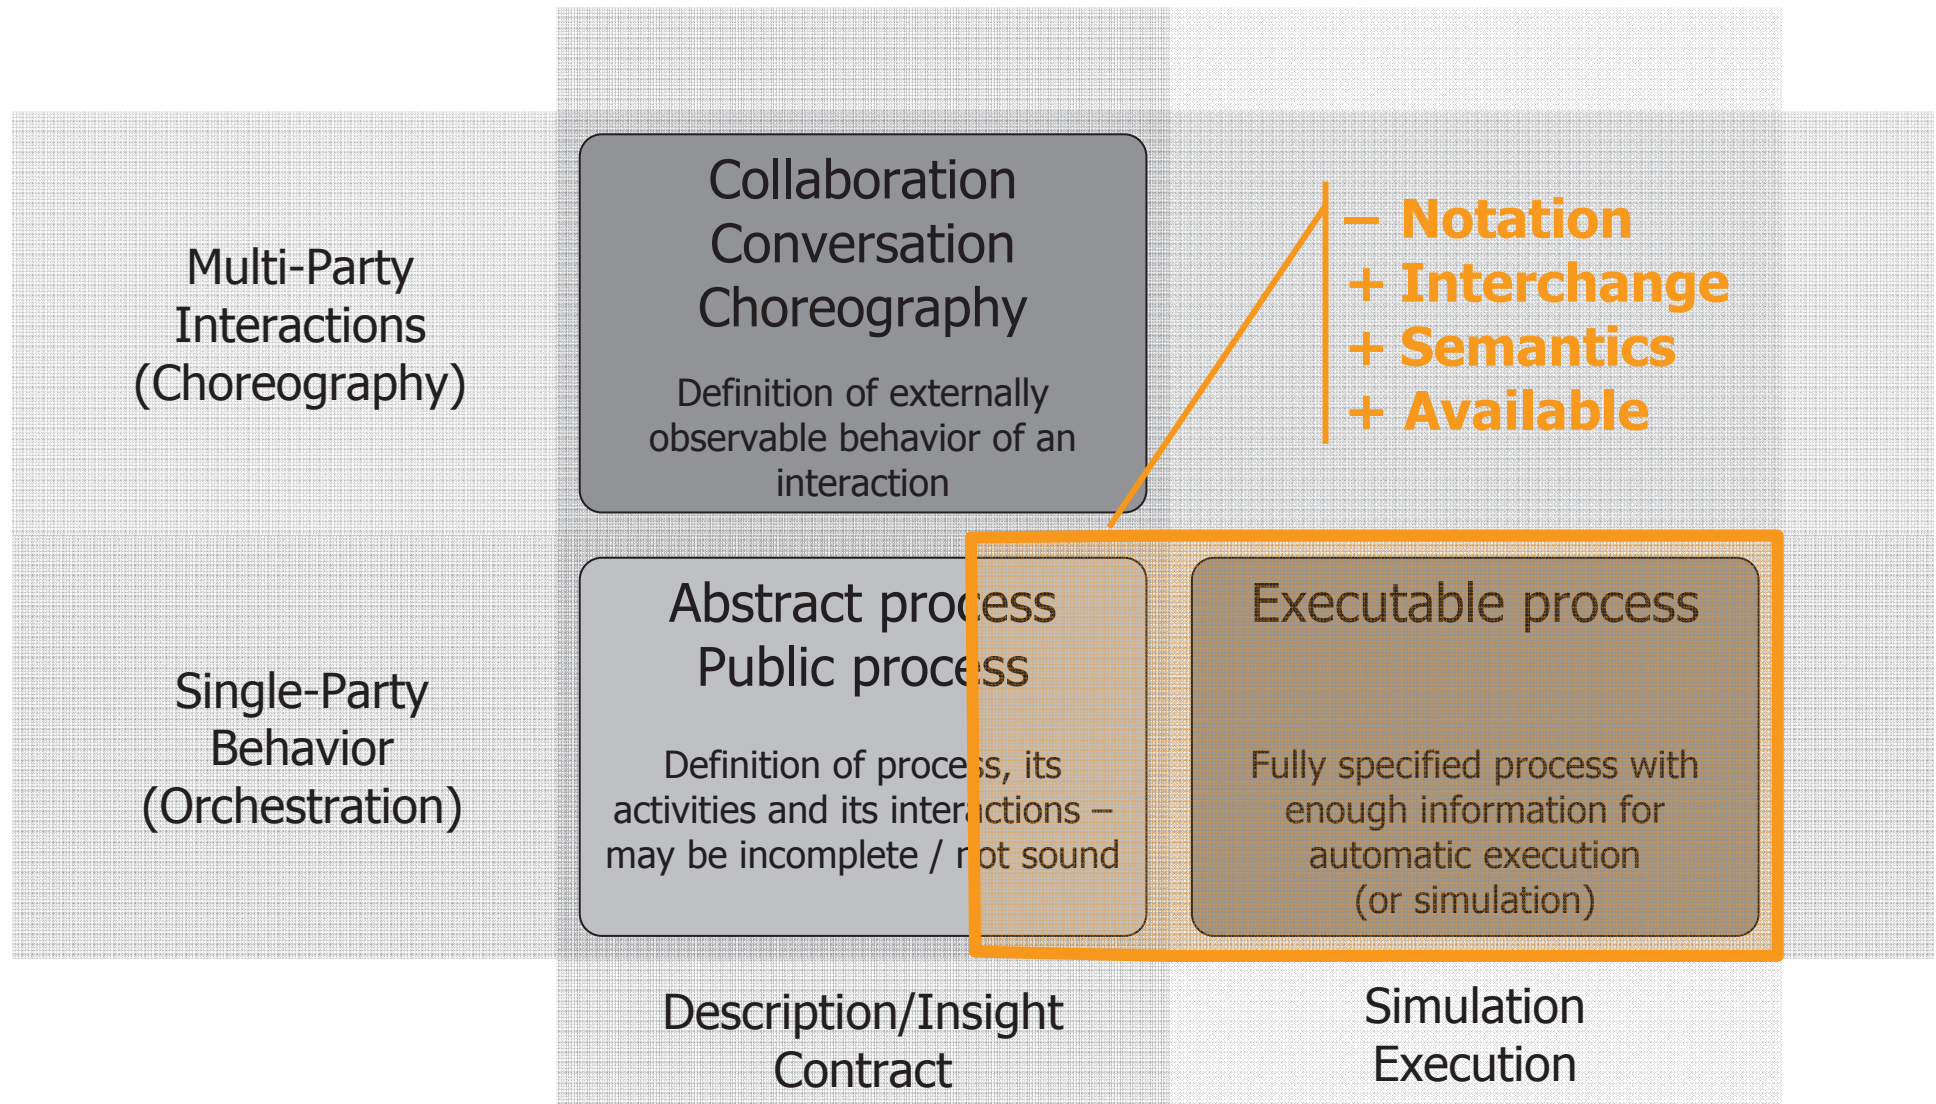 Collaboration
Conversation
Choreography
Definition of externally
observable behavior of an
interaction
Multi-Party
Interactions
(Choreography)
– Notation
+ Interchange
+ Semantics
+ Available
Single-Party
Behavior
(Orchestration)
Abstract process
Public process
Definition of process, its
activities and its interactions –
may be incomplete / not sound
Executable process
Fully specified process with
enough information for
automatic execution
(or simulation)
Description/Insight
Contract
Simulation
Execution